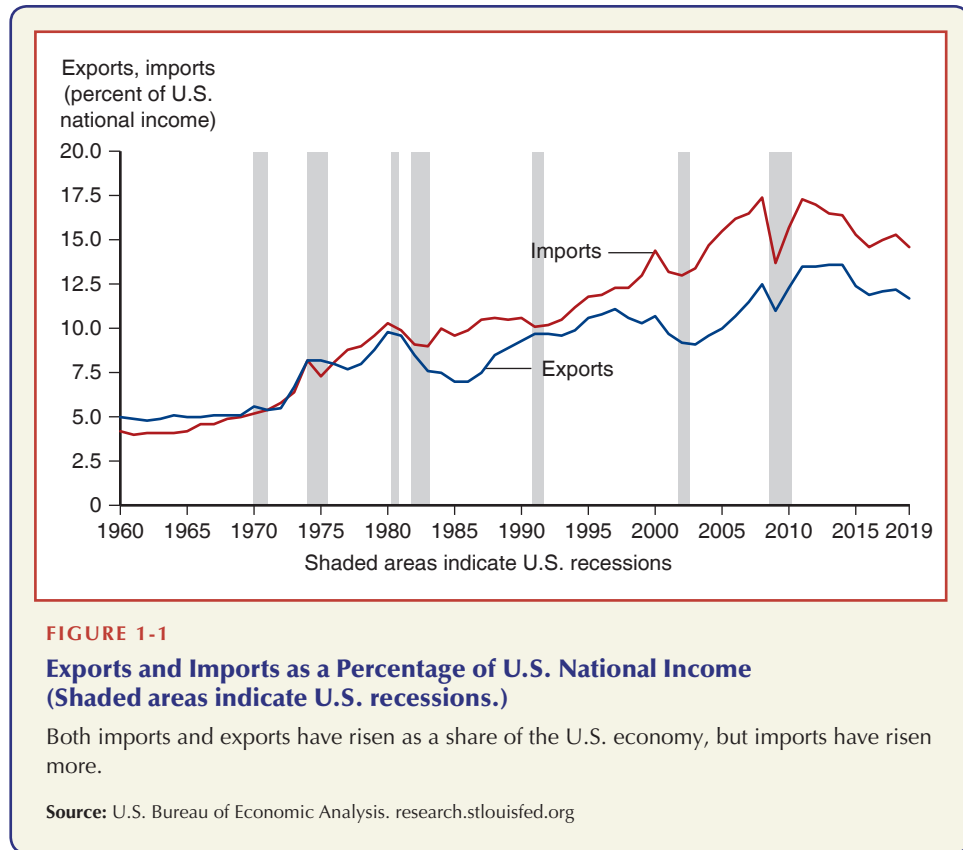 Exports, imports
(percent of U.S.
national income)
20.0
17.5
15.0
12.5
10.0
7.5
5.0
2.5
0
Imports
Exports
1960 1965 1970 1975 1980 1985 1990 1995 2000 2005 2010 2015 2019
Shaded areas indicate U.S. recessions
FIGURE 1-1
Exports and Imports as a Percentage of U.S. National Income
(Shaded areas indicate U.S. recessions.)
Both imports and exports have risen as a share of the U.S. economy, but imports have risen
more.
Source: U.S. Bureau of Economic Analysis. research.stlouisfed.org